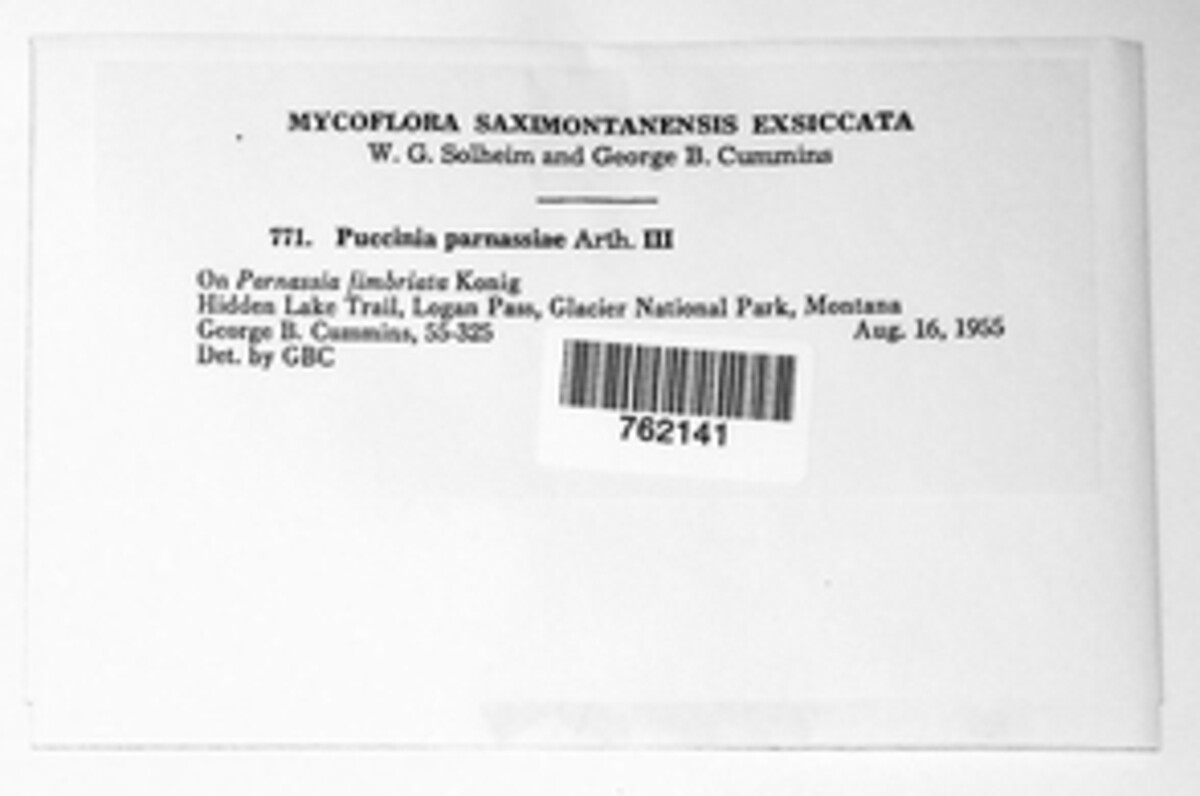 MYCOFLORA SAXIMONTANENSIS EXSICCATA
W. G. Solheim and George B. Cummins
771. Puccinia parnassiae Arth. III
On Parnassia fimbriata Konig
Hidden Lake Trail, Logan Pass, Glacier National Park, Montana
George B. Cummins, 55-325 Aug. 16, 1955
Det. by GBC
762141